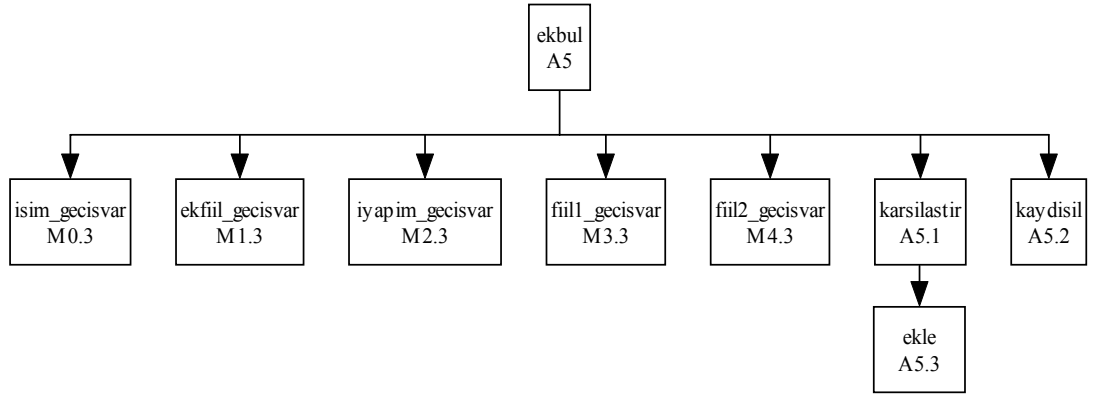 ekbul
A5
isim_gecisvar
M0.3
ekfiil_gecisvar
M1.3
iyapim_gecisvar
M2.3
fiil1_gecisvar
M3.3
fiil2_gecisvar
M4.3
karsilastir
A5.1
kaydisil
A5.2
ekle
A5.3